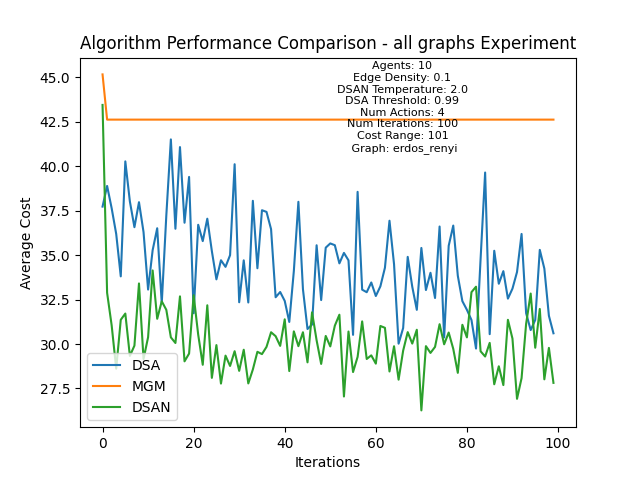 Algorithm Performance Comparison - all graphs Experiment
Agents: 10
Edge Density: 0.1
DSAN Temperature: 2.0
DSA Threshold: 0.99
Num Actions: 4
Num Iterations: 100
Cost Range: 101
Graph: erdos_renyi
Average Cost
45.0
42.5
40.0
37.5
35.0
32.5
30.0
27.5
DSA
MGM
DSAN
0 20 40 60 80 100
Iterations